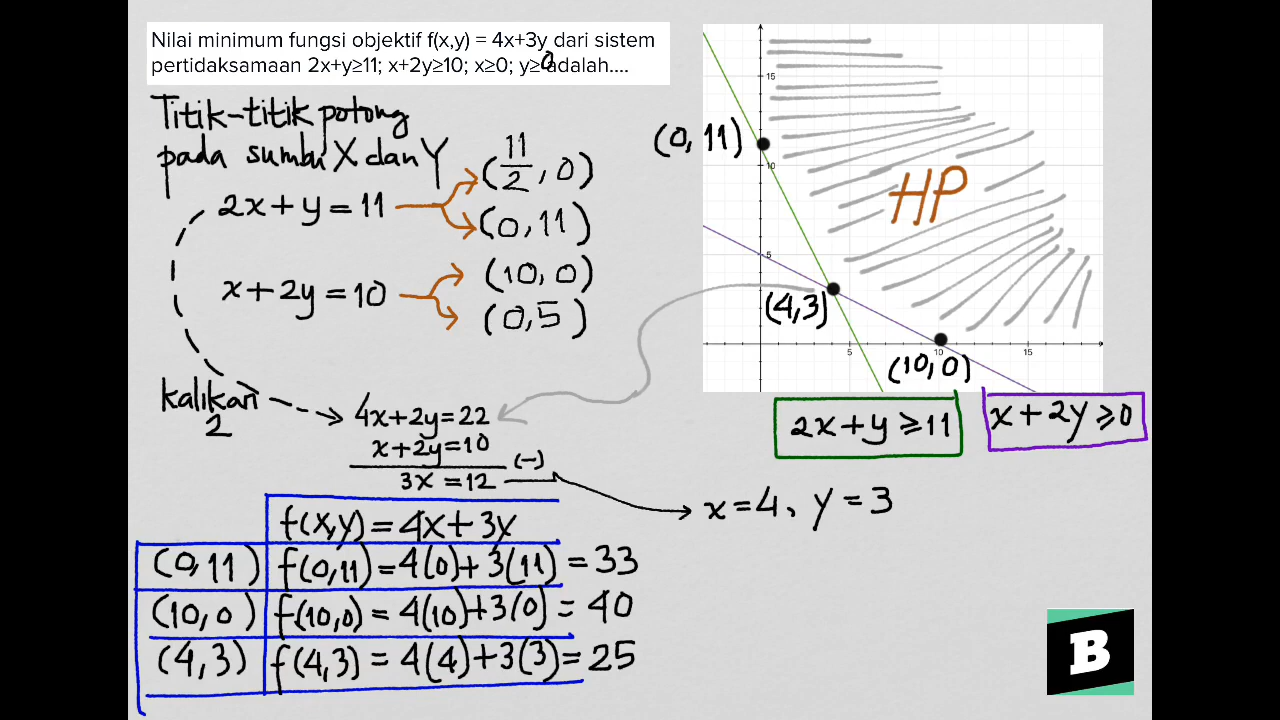 Nilai minimum fungsi objektif f(x,y) = 4x+3y dari sistem
pertidaksamaan 2x+y≥11; x+2y≥10; x≥0; y≥0 adalah....
Titik-titik potong
pada sumbu X dan Y
2x+y=11
(11/2, 0)
(0, 11)
x+2y=10
(10, 0)
(0, 5)
kalikan
2
4x+2y=22
x+2y=10
(-)
3x=12
x=4, y=3
(0, 11)
(4,3)
(10,0)
HP
15
10
5
5
10
15
2x+y≥11
x+2y≥0
f(x,y)=4x+3y
(0,11) f(0,11)=4(0)+3(11)=33
(10,0) f(10,0)=4(10)+3(0)=40
(4,3) f(4,3)=4(4)+3(3)=25
B